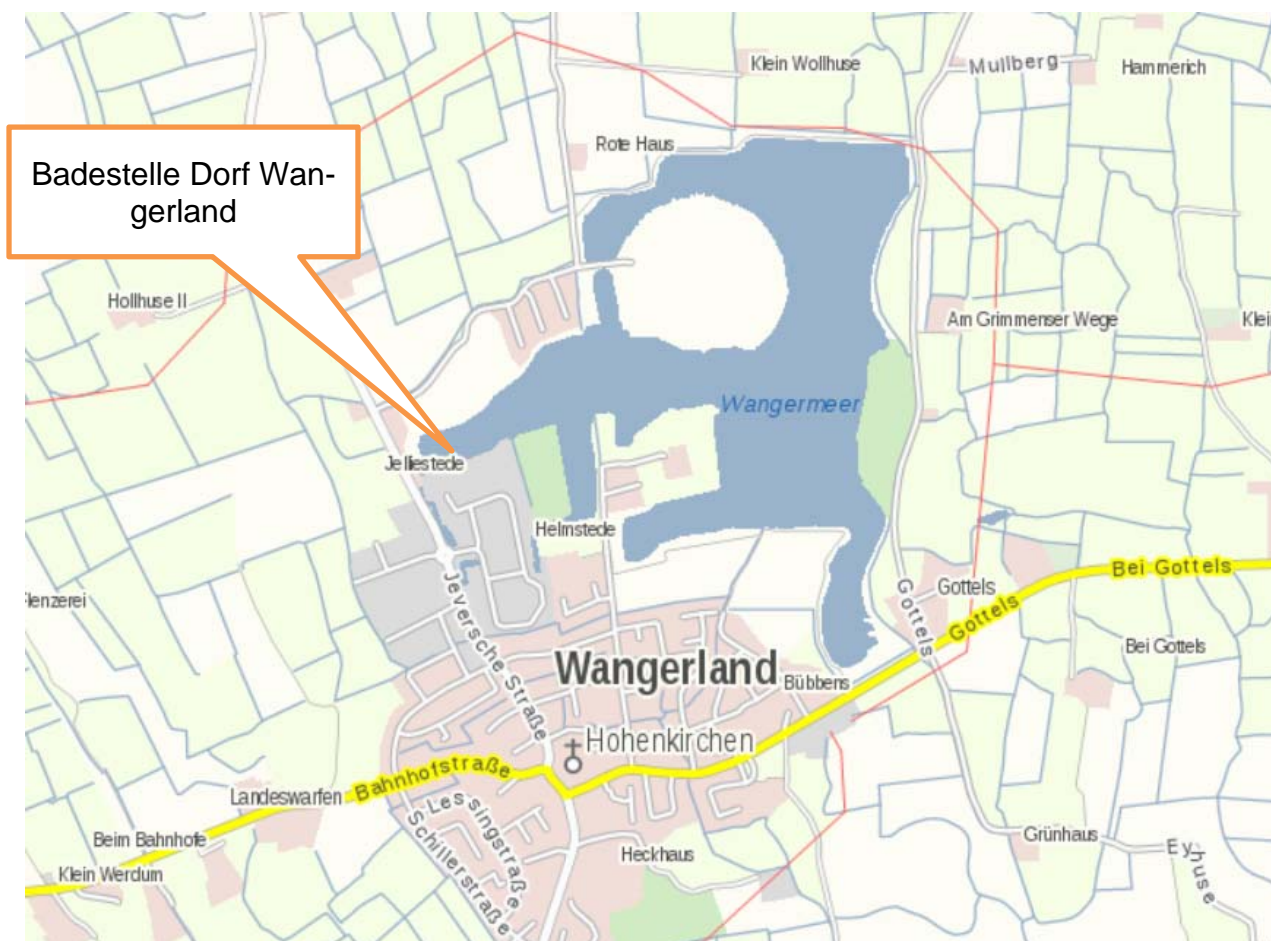 Klein Wollhuse
Mullberg
Hammerich
Rote Haus
Badestelle Dorf Wan-
gerland
Hollhuse II
Am Grimmenser Wege
Klei
Wangermeer
Jelliestede
Helmstede
Bei Gottels
lenzerei
Gottels
Gottels
Gottels
Jeversche Straße
Bei Gottels
Wangerland
Bübbens
Hohenkirchen
Bahnhofstraße
Landeswarfen
Lessingstraße
Schillerstraße
Beim Bahnhofe
Grünhaus
Eyhuse
Heckhaus
Klein Werdum